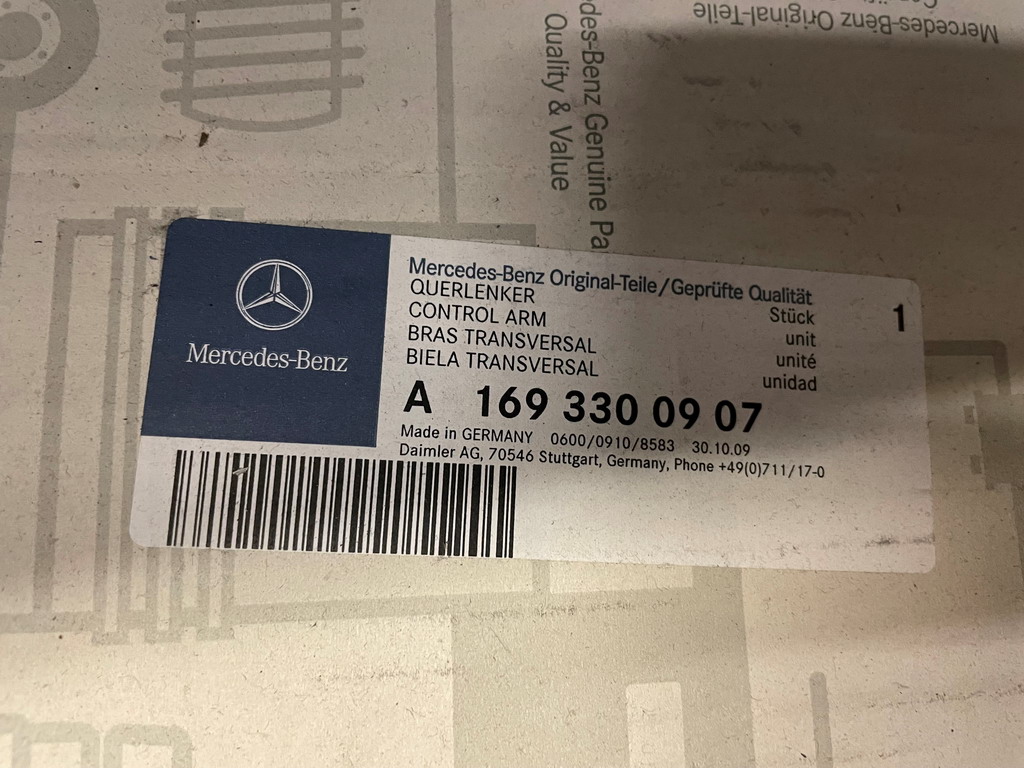 Mercedes-Benz Original-Teile
edes-Benz Genuine Pa
Quality & Value
Mercedes-Benz
Mercedes-Benz Original-Teile/Geprüfte Qualität
QUERLENKER Stück 1
CONTROL ARM unit
BRAS TRANSVERSAL unité
BIELA TRANSVERSAL unidad
A 169 330 09 07
Made in GERMANY 0600/0910/8583 30.10.09
Daimler AG, 70546 Stuttgart, Germany, Phone +49(0)711/17-0